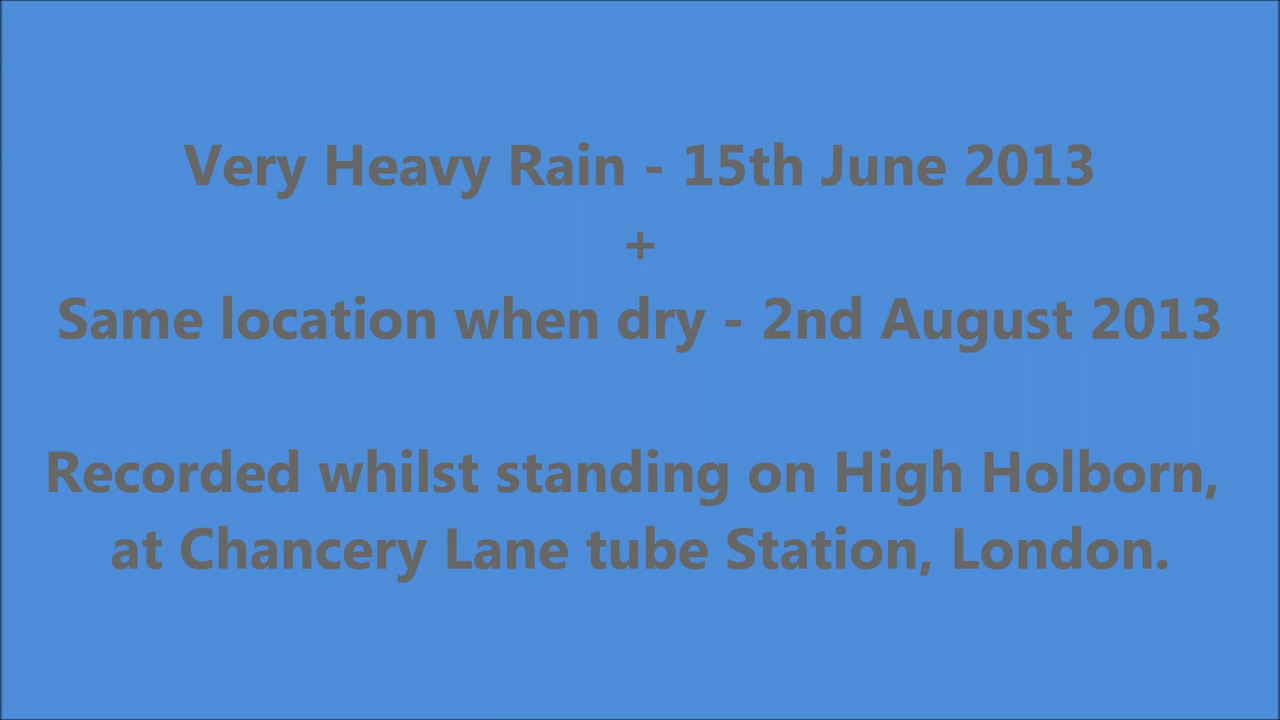 Very Heavy Rain - 15th June 2013
+
Same location when dry - 2nd August 2013
Recorded whilst standing on High Holborn,
at Chancery Lane tube Station, London.